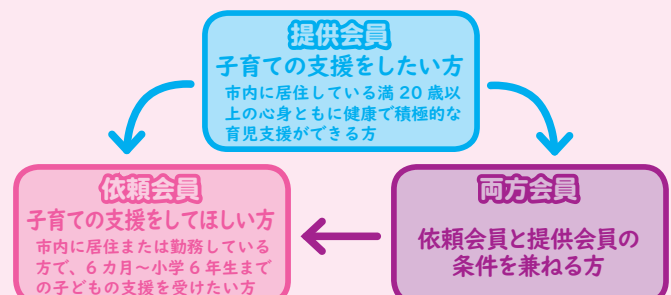 提供会員
子育ての支援をしたい方
市内に居住している満 20 歳以
上の心身ともに健康で積極的な
育児支援ができる方
依頼会員
子育ての支援をしてほしい方
市内に居住または勤務している
方で、6 カ月～小学 6 年生まで
の子どもの支援を受けたい方
両方会員
依頼会員と提供会員の
条件を兼ねる方